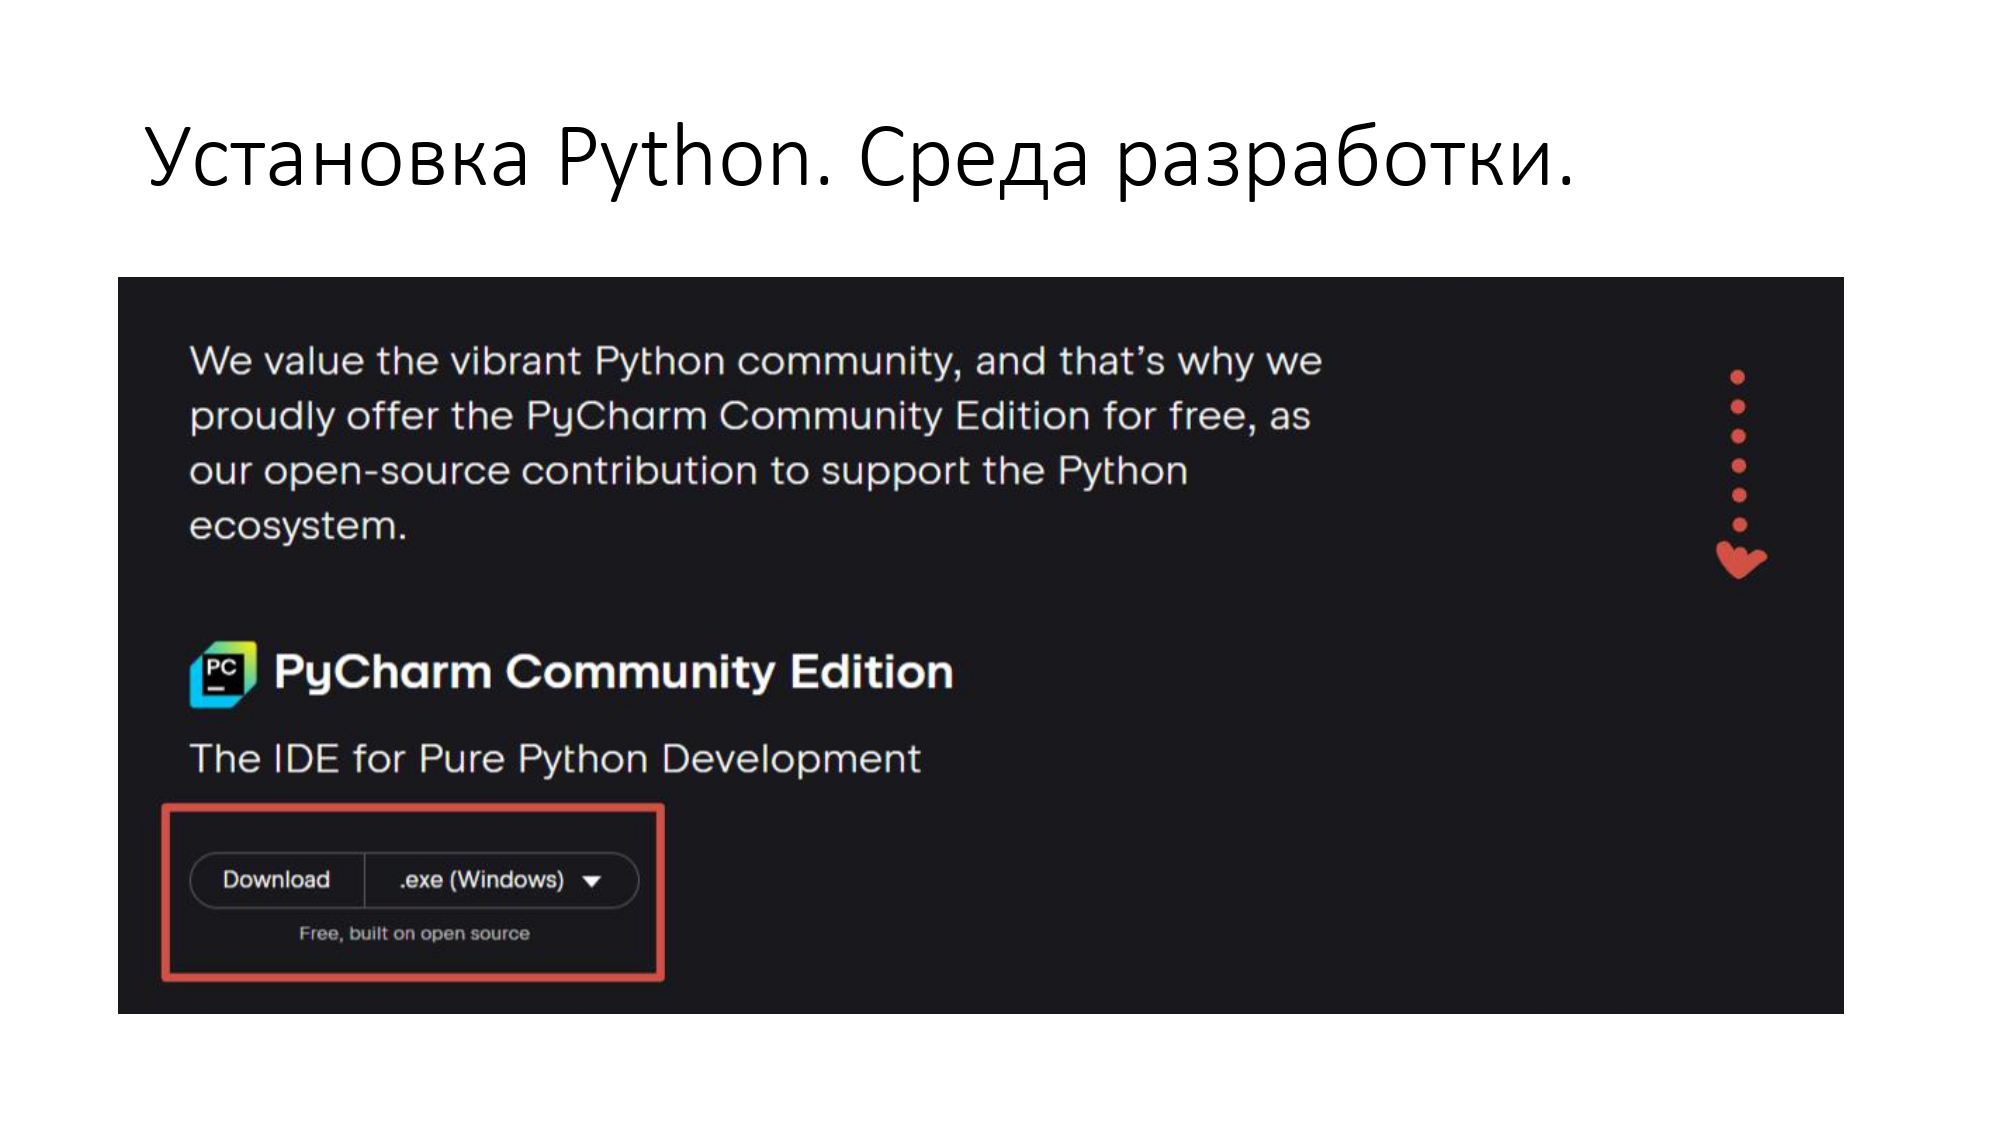 Установка Python. Среда разработки.
We value the vibrant Python community, and that's why we
proudly offer the PyCharm Community Edition for free, as
our open-source contribution to support the Python
ecosystem.
PC PyCharm Community Edition
The IDE for Pure Python Development
Download .exe (Windows)
Free, built on open source